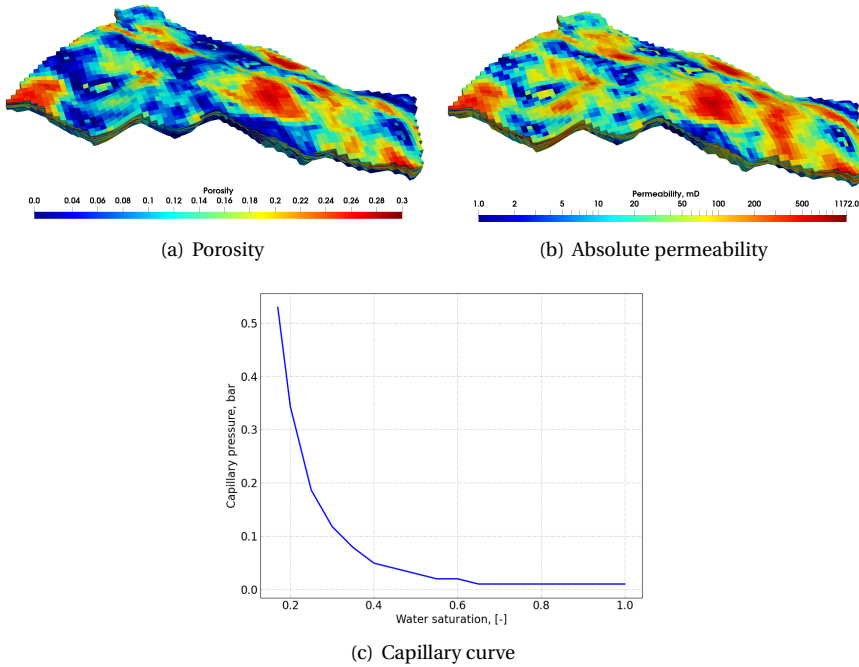 Porosity
0.0 0.04 0.06 0.08 0.1 0.12 0.14 0.16 0.18 0.2 0.22 0.24 0.26 0.28 0.3
Permeability, mD
1.0 2 5 10 20 50 100 200 500 1172.0
(a) Porosity
(b) Absolute permeability
Capillary pressure, bar
0.5
0.4
0.3
0.2
0.1
0.0
0.2 0.4 0.6 0.8 1.0
Water saturation, [-]
(c) Capillary curve